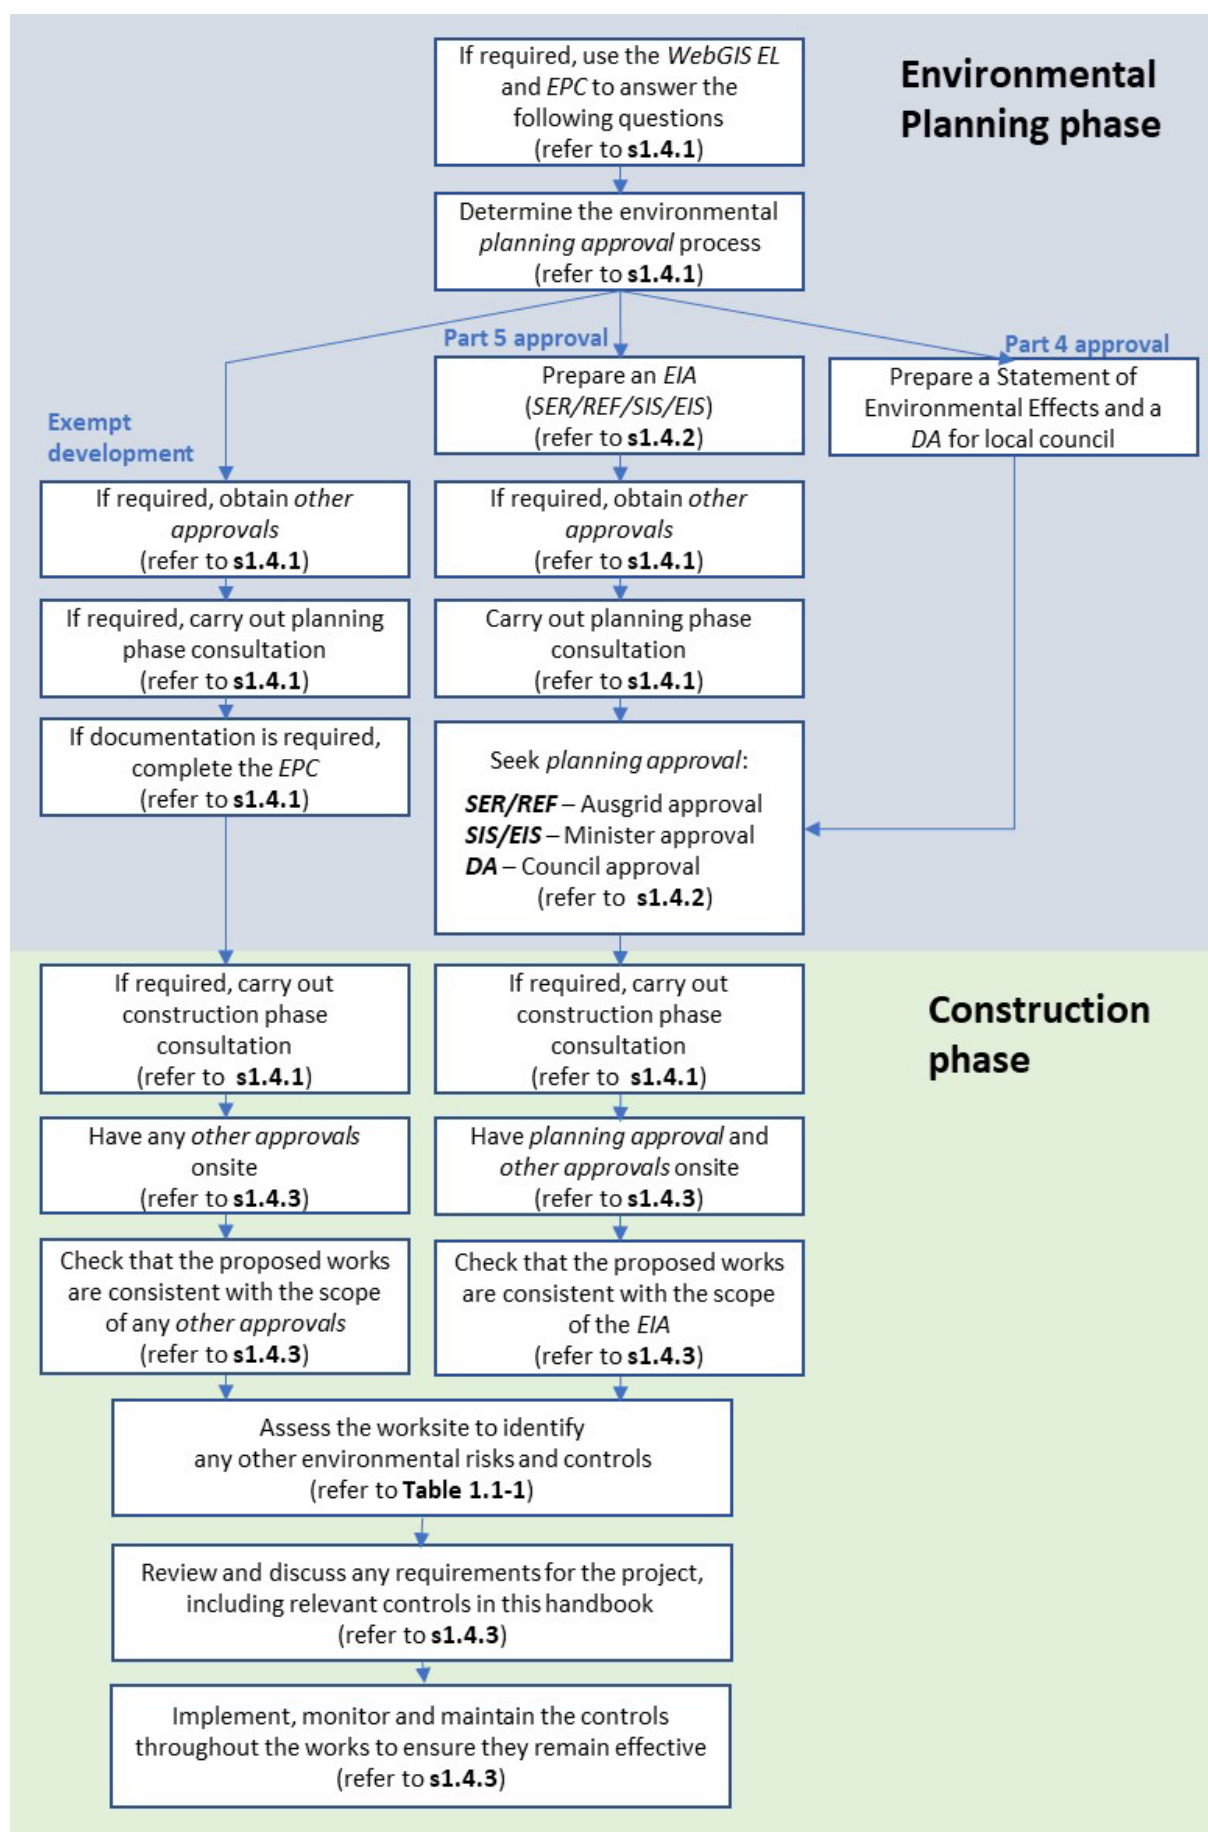 Environmental
Planning phase
If required, use the WebGIS EL
and EPC to answer the
following questions
(refer to s1.4.1)
Determine the environmental
planning approval process
(refer to s1.4.1)
Part 5 approval
Part 4 approval
Exempt
development
Prepare an EIA
(SER/REF/SIS/EIS)
(refer to s1.4.2)
Prepare a Statement of
Environmental Effects and a
DA for local council
If required, obtain other
approvals
(refer to s1.4.1)
If required, obtain other
approvals
(refer to s1.4.1)
If required, carry out planning
phase consultation
(refer to s1.4.1)
Carry out planning phase
consultation
(refer to s1.4.1)
If documentation is required,
complete the EPC
(refer to s1.4.1)
Seek planning approval:
SER/REF – Ausgrid approval
SIS/EIS – Minister approval
DA – Council approval
(refer to s1.4.2)
Construction
phase
If required, carry out
construction phase
consultation
(refer to s1.4.1)
If required, carry out
construction phase
consultation
(refer to s1.4.1)
Have any other approvals
onsite
(refer to s1.4.3)
Have planning approval and
other approvals onsite
(refer to s1.4.3)
Check that the proposed works
are consistent with the scope
of any other approvals
(refer to s1.4.3)
Check that the proposed works
are consistent with the scope
of the EIA
(refer to s1.4.3)
Assess the worksite to identify
any other environmental risks and controls
(refer to Table 1.1-1)
Review and discuss any requirements for the project,
including relevant controls in this handbook
(refer to s1.4.3)
Implement, monitor and maintain the controls
throughout the works to ensure they remain effective
(refer to s1.4.3)